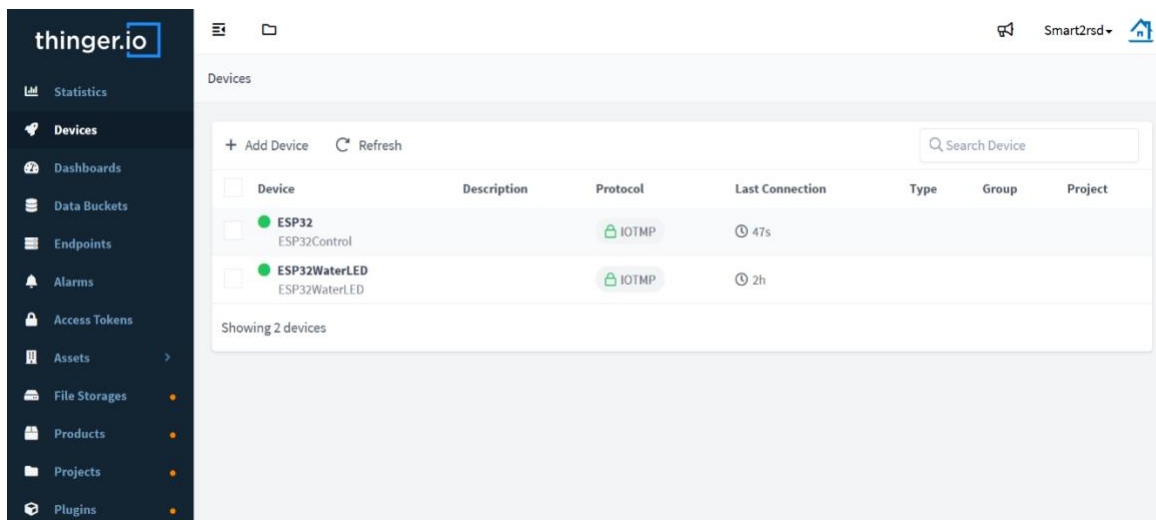 thinger.io
Smart2rsd
Statistics
Devices
Dashboards
Data Buckets
Endpoints
Alarms
Access Tokens
Assets
File Storages
Products
Projects
Plugins
Devices
+ Add Device Refresh Search Device
Device Description Protocol Last Connection Type Group Project
ESP32 IOTMP 47s
ESP32Control
ESP32WaterLED IOTMP 2h
ESP32WaterLED
Showing 2 devices